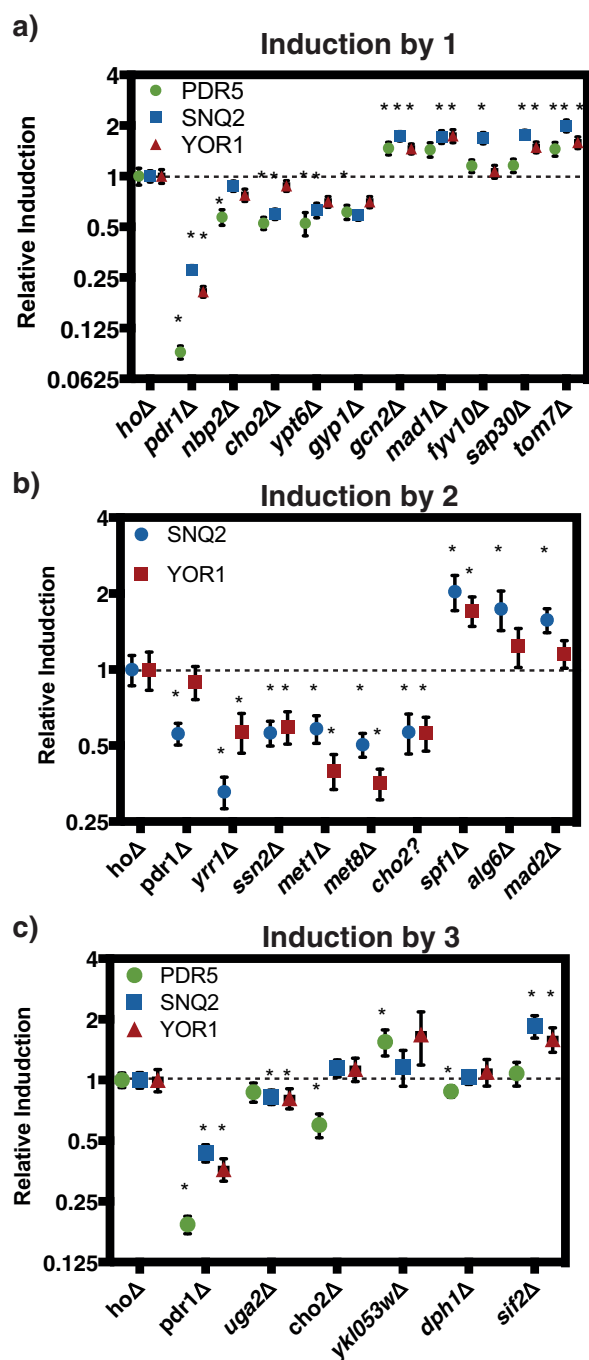 a)
Induction by 1
4
2
1
0.5
0.25
0.125
0.0625
Relative Indudction
PDR5
SNQ2
YOR1
* * * * * * * * * * * * * * * * * * * *
hoΔ
pdr1Δ
nbp2Δ
cho2Δ
ypt6Δ
gyp1Δ
gcn2Δ
mad1Δ
fyv10Δ
sap30Δ
tom7Δ
b)
Induction by 2
4
2
1
0.5
0.25
Relative Indudction
SNQ2
YOR1
* * * * * * * * * * * * * * *
hoΔ
pdr1Δ
yrr1Δ
ssn2Δ
met1Δ
met8Δ
cho2?
spf1Δ
alg6Δ
mad2Δ
c)
Induction by 3
4
2
1
0.5
0.25
0.125
Relative Indudction
PDR5
SNQ2
YOR1
* * * * * * * * * *
hoΔ
pdr1Δ
uga2Δ
cho2Δ
ykl053wΔ
dph1Δ
sif2Δ